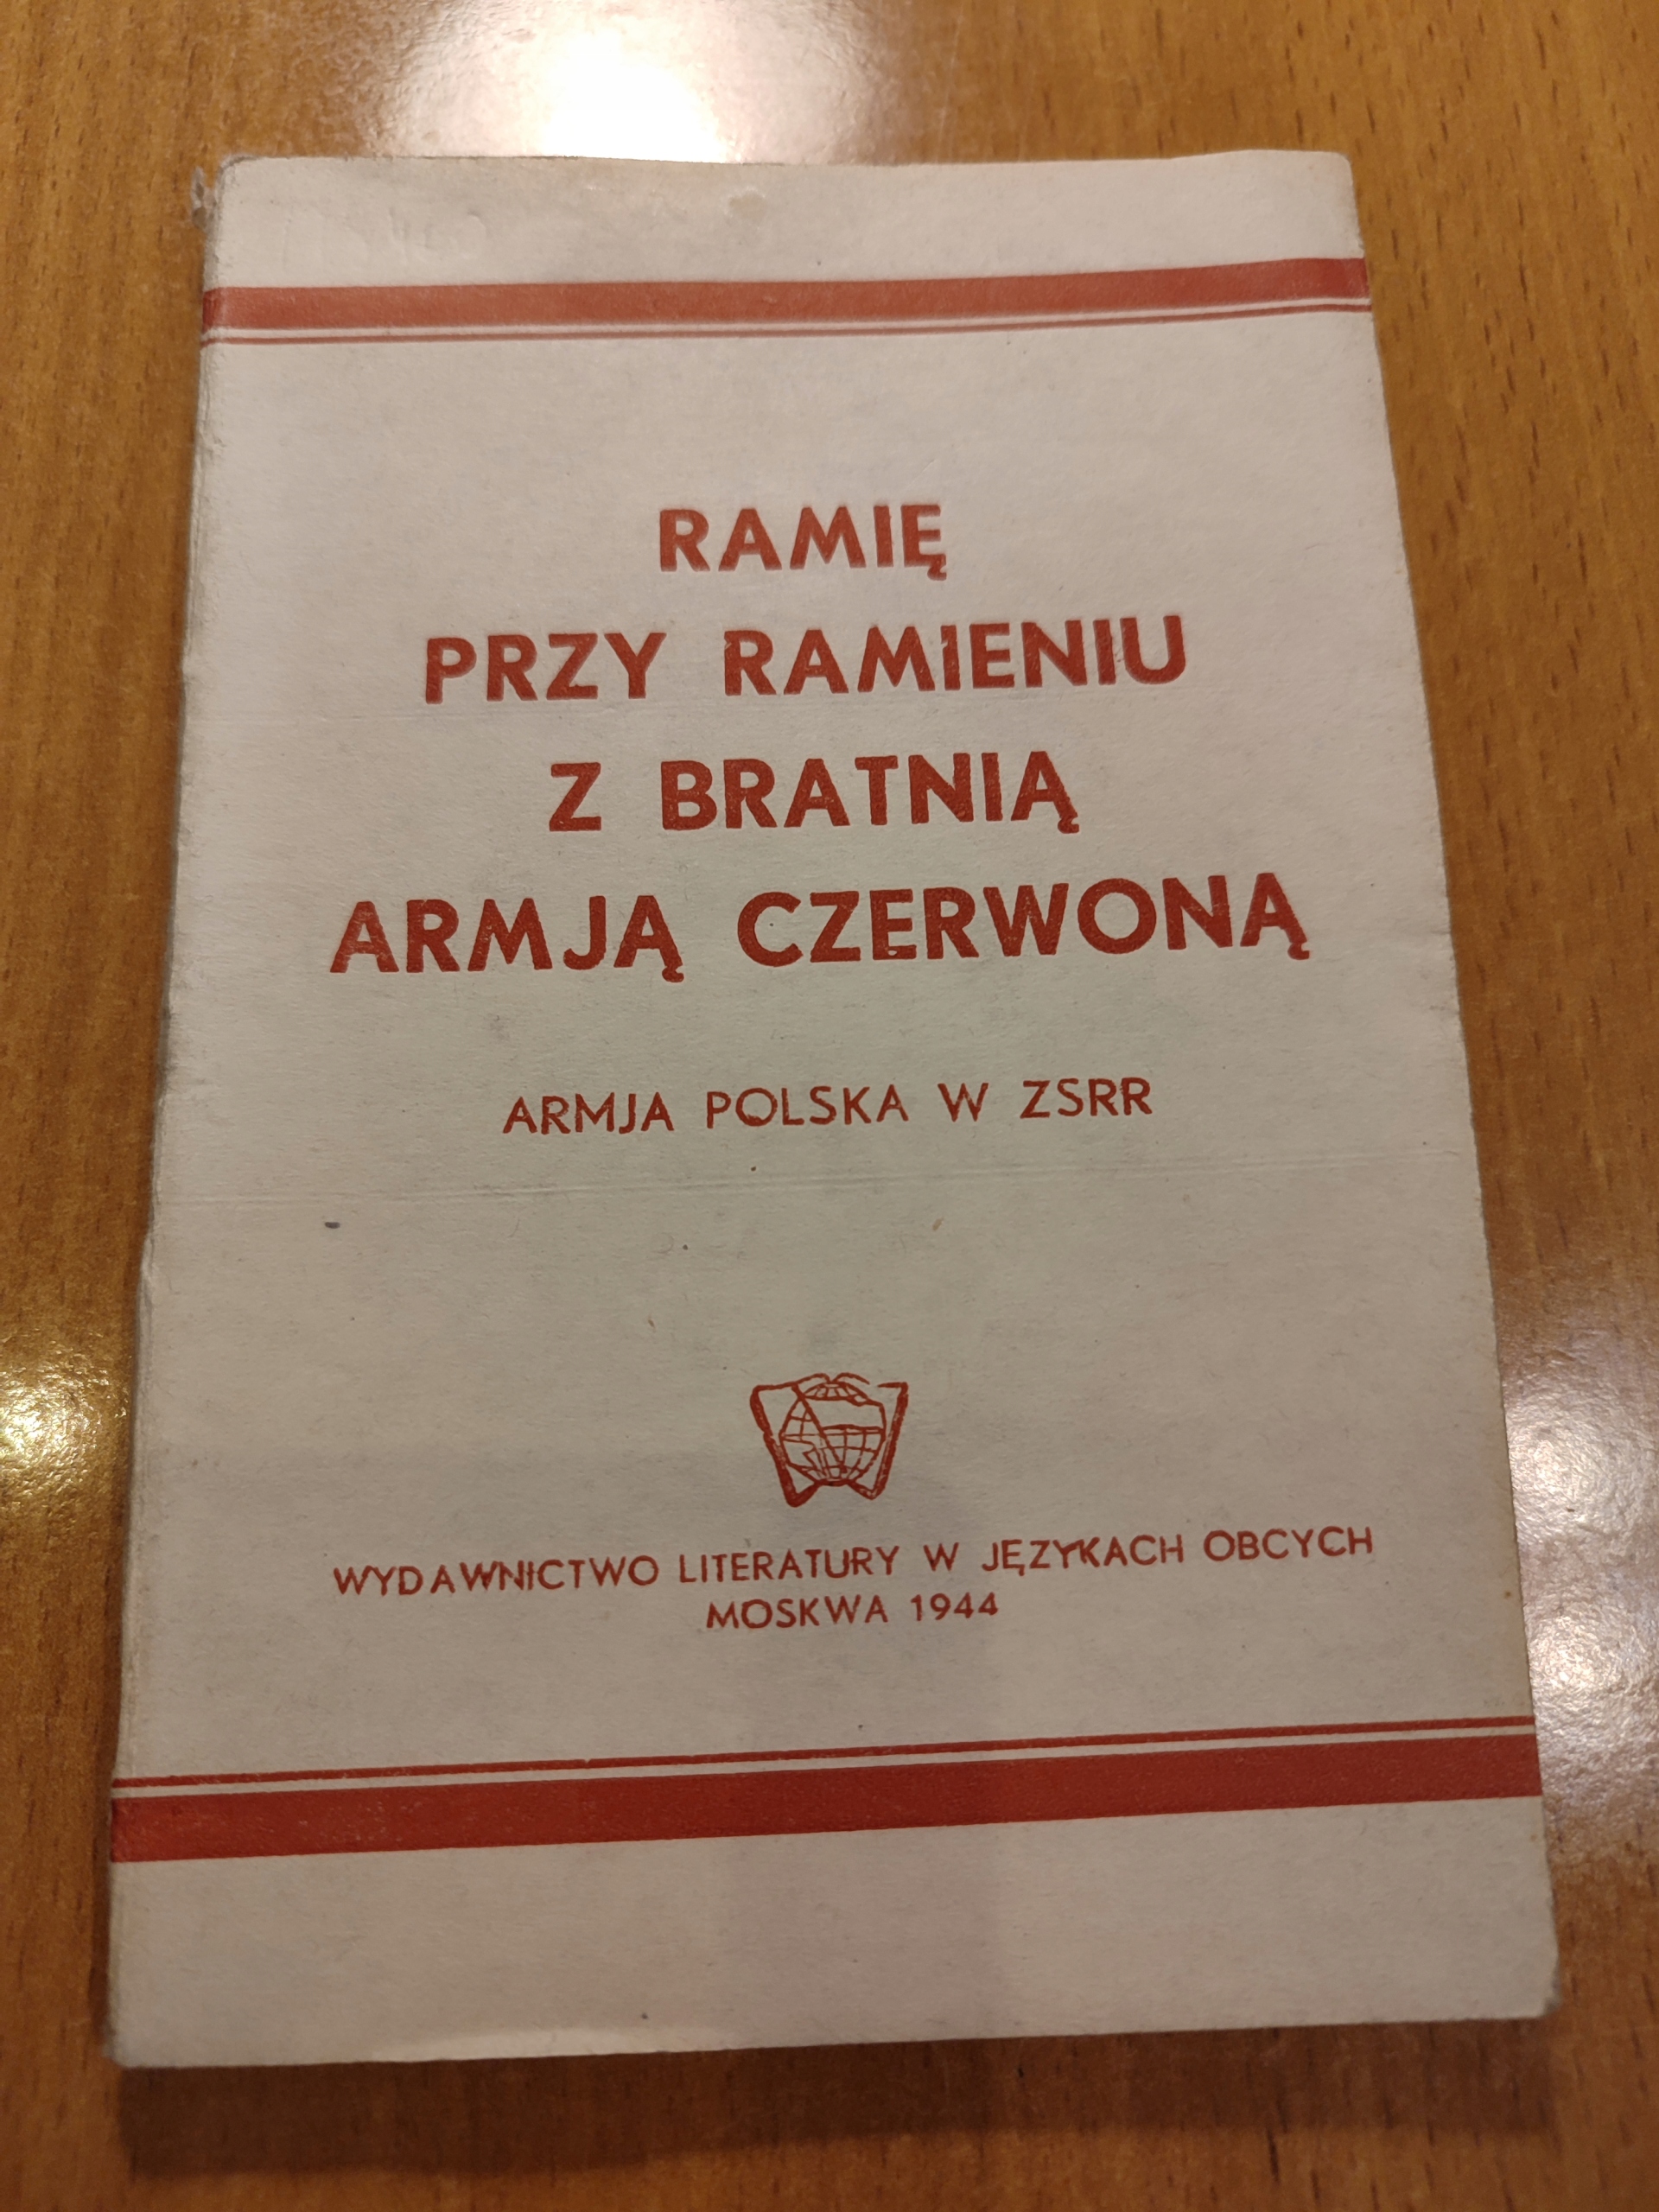 RAMIĘ
PRZY RAMIENIU
Z BRATNIĄ
ARMJĄ CZERWONĄ
ARMJA POLSKA W ZSRR
WYDAWNICTWO LITERATURY W JĘZYKACH OBCYCH
MOSKWA 1944